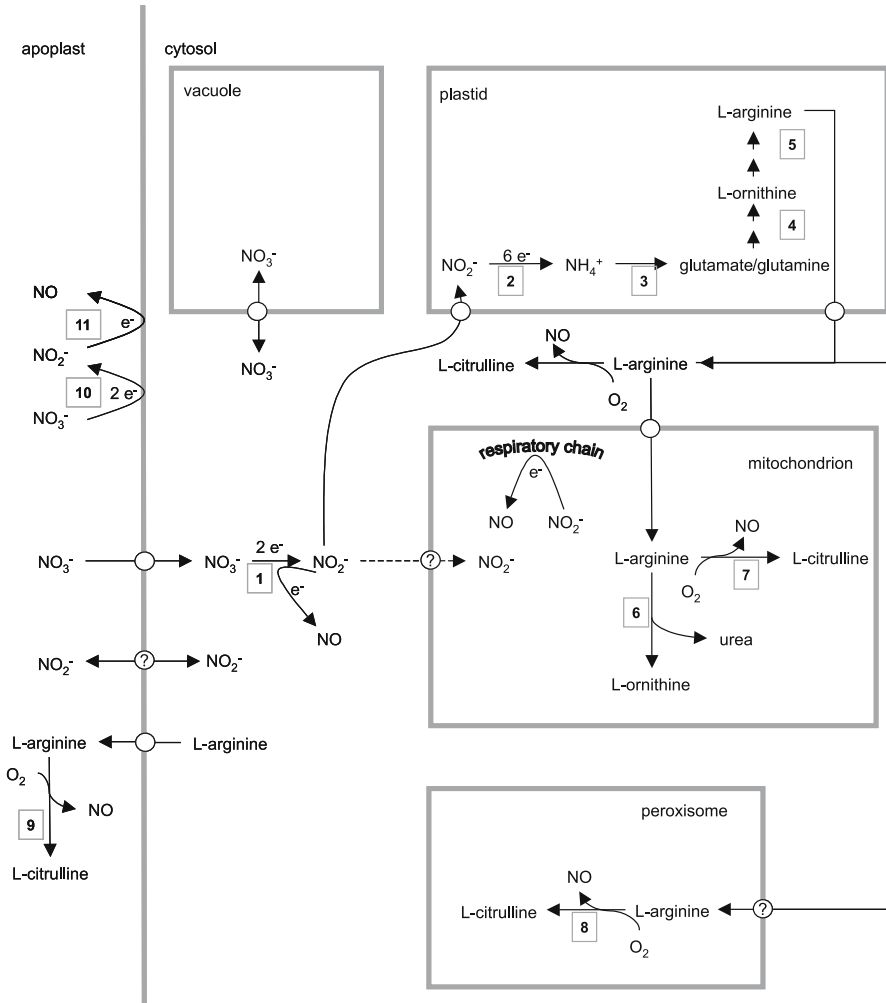 apoplast
cytosol
vacuole
plastid
L-arginine
5
L-ornithine
4
NO₃⁻
NO₂⁻
6 e⁻
2
NH₄⁺
3
glutamate/glutamine
NO
11
e⁻
NO₂⁻
10
2 e⁻
NO₃⁻
NO₃⁻
NO
L-citrulline
L-arginine
O₂
respiratory chain
e⁻
mitochondrion
NO
NO₂⁻
NO
NO₃⁻
NO₃⁻
2 e⁻
1
e⁻
NO₂⁻
?
NO₂⁻
L-arginine
O₂
7
L-citrulline
NO
6
urea
NO₂⁻
?
NO₂⁻
L-ornithine
L-arginine
L-arginine
O₂
NO
9
L-citrulline
peroxisome
NO
L-citrulline
8
L-arginine
O₂
?